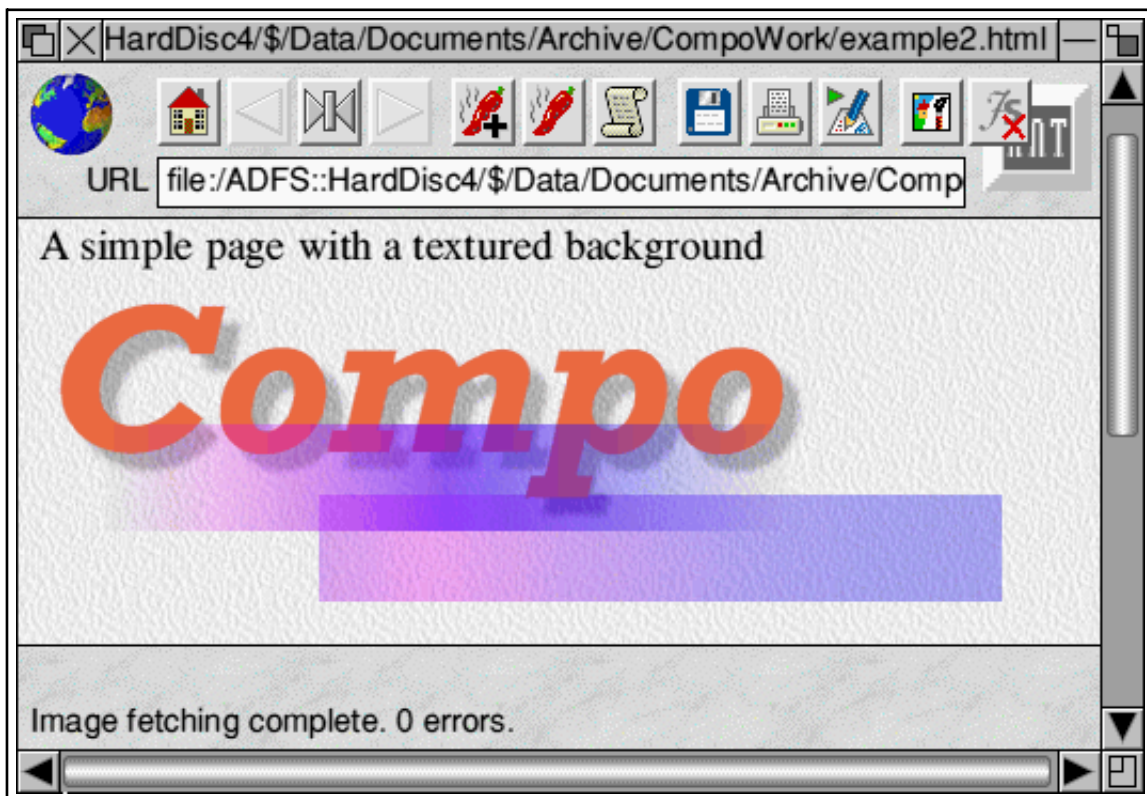 HardDisc4/$/Data/Documents/Archive/CompoWork/example2.html
URL file:/ADFS::HardDisc4/$/Data/Documents/Archive/Comp
A simple page with a textured background
Compo
Image fetching complete. 0 errors.